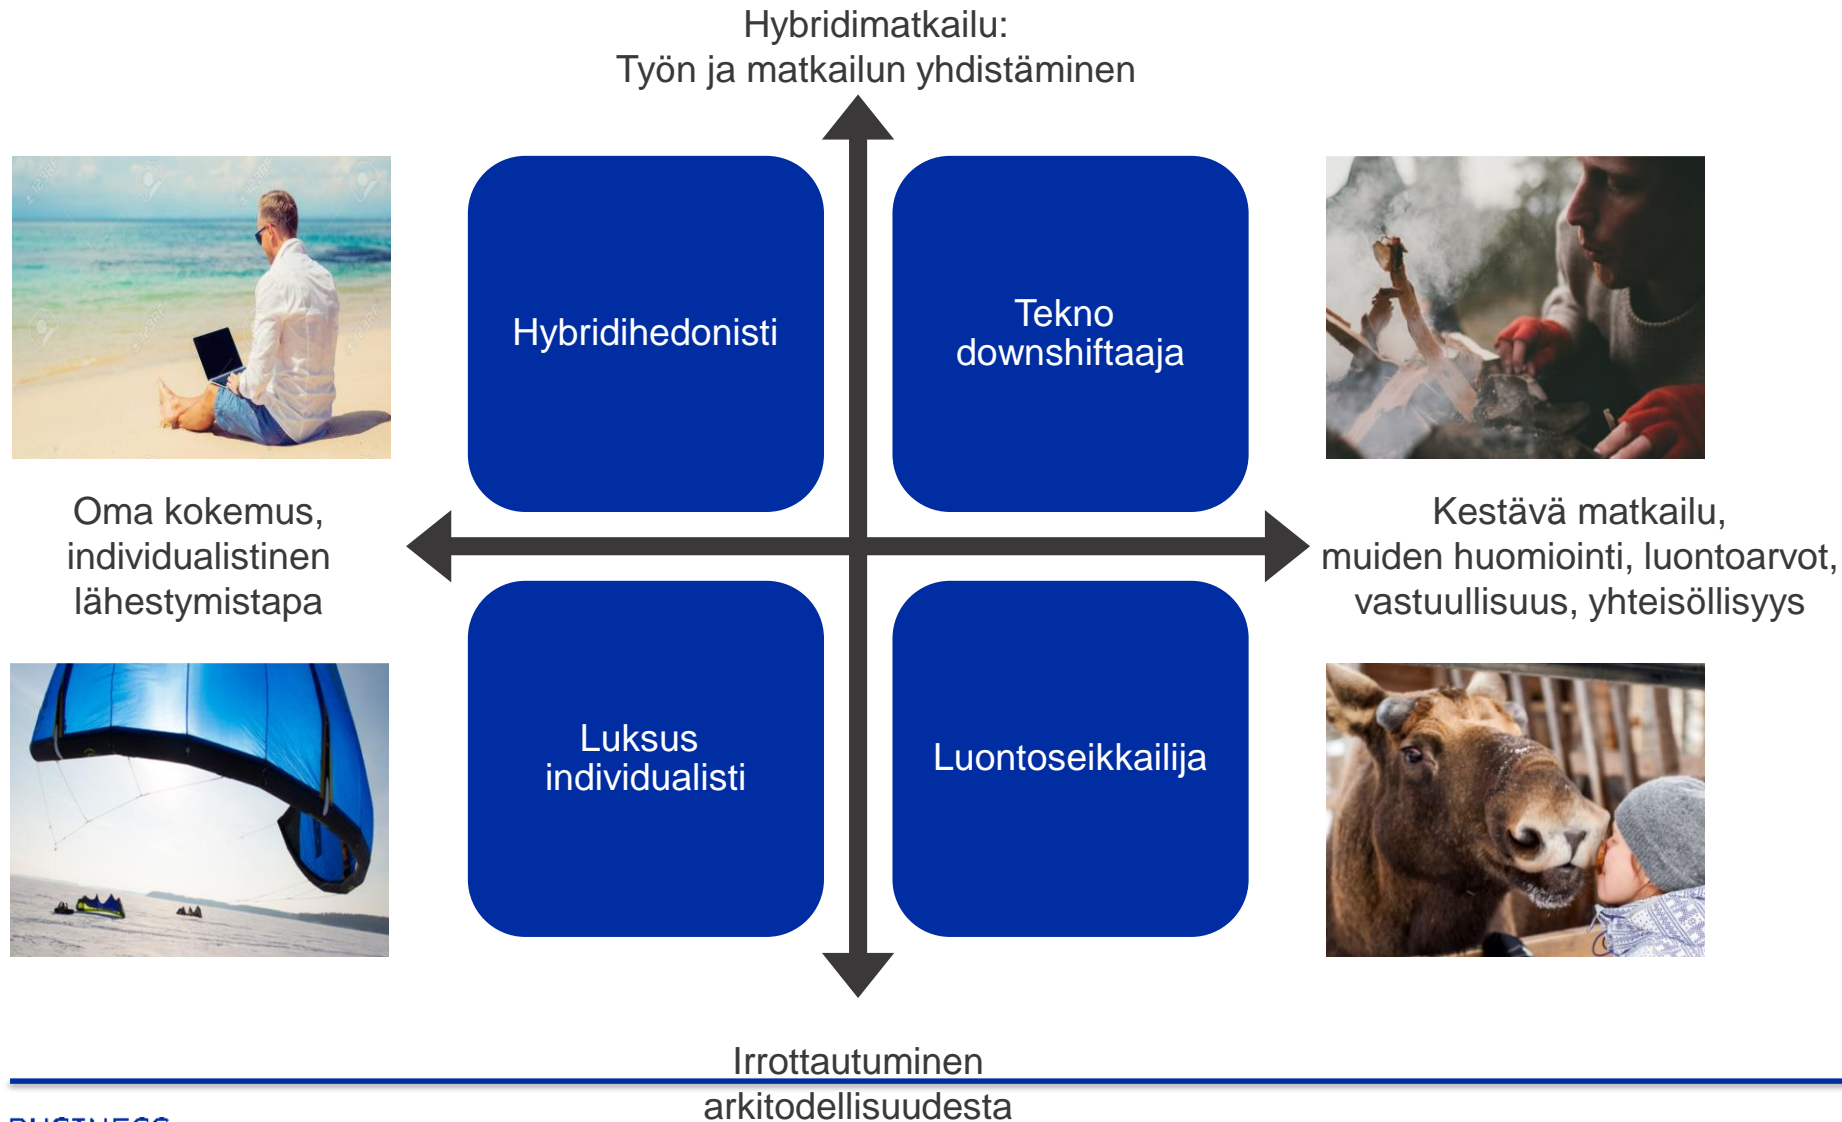 Hybridimatkailu:
Työn ja matkailun yhdistäminen
Hybridihedonisti
Tekno
downshiftaaja
Oma kokemus,
individualistinen
lähestymistapa
Kestävä matkailu,
muiden huomiointi, luontoarvot,
vastuullisuus, yhteisöllisyys
Luksus
individualisti
Luontoseikkailija
Irrottautuminen
arkitodellisuudesta
BUSINESS